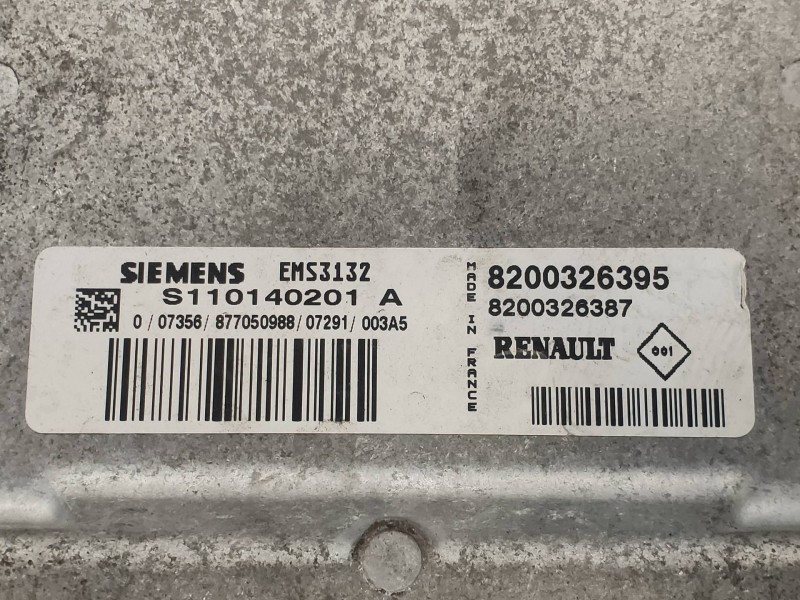 SIEMENS EMS3132
S110140201 A
0 / 07356 / 877050988 / 07291 / 003A5
MADE IN FRANCE
8200326395
8200326387
RENAULT 001